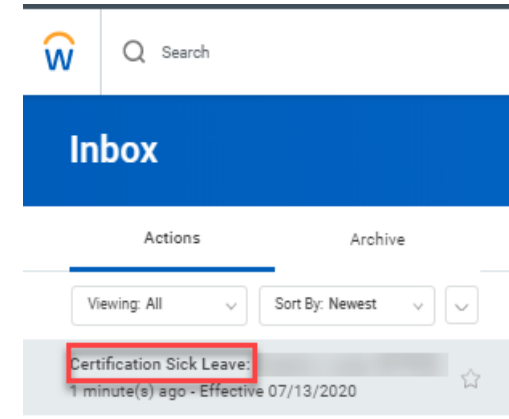 W
Search
Inbox
Actions Archive
Viewing: All Sort By: Newest
Certification Sick Leave:
1 minute(s) ago - Effective 07/13/2020